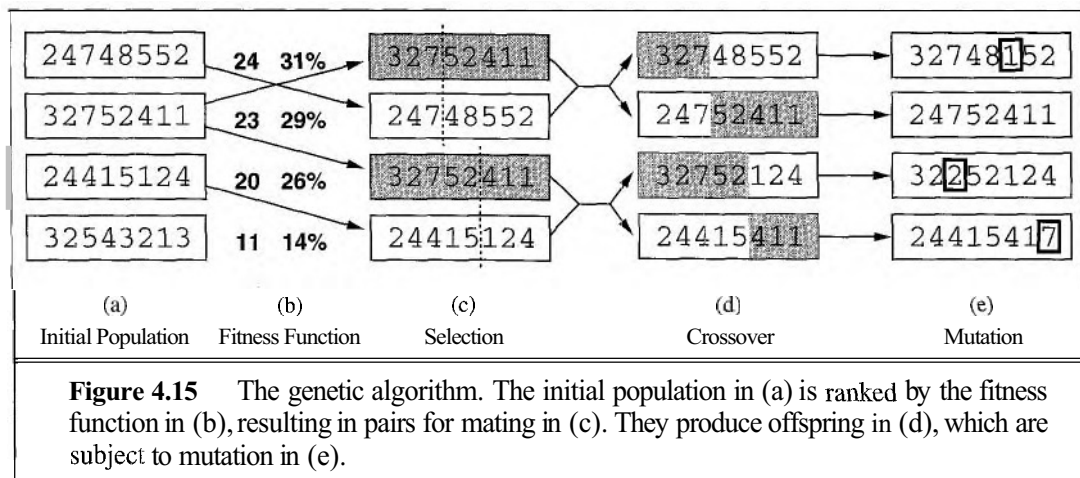 24748552 24 31% 32752411 32748552 32748152
32752411 23 29% 24748552 24752411 24752411
24415124 20 26% 32752411 32752124 32252124
32543213 11 14% 24415124 24415411 24415417
(a) (b) (c) (d) (e)
Initial Population Fitness Function Selection Crossover Mutation
Figure 4.15 The genetic algorithm. The initial population in (a) is ranked by the fitness
function in (b), resulting in pairs for mating in (c). They produce offspring in (d), which are
subject to mutation in (e).